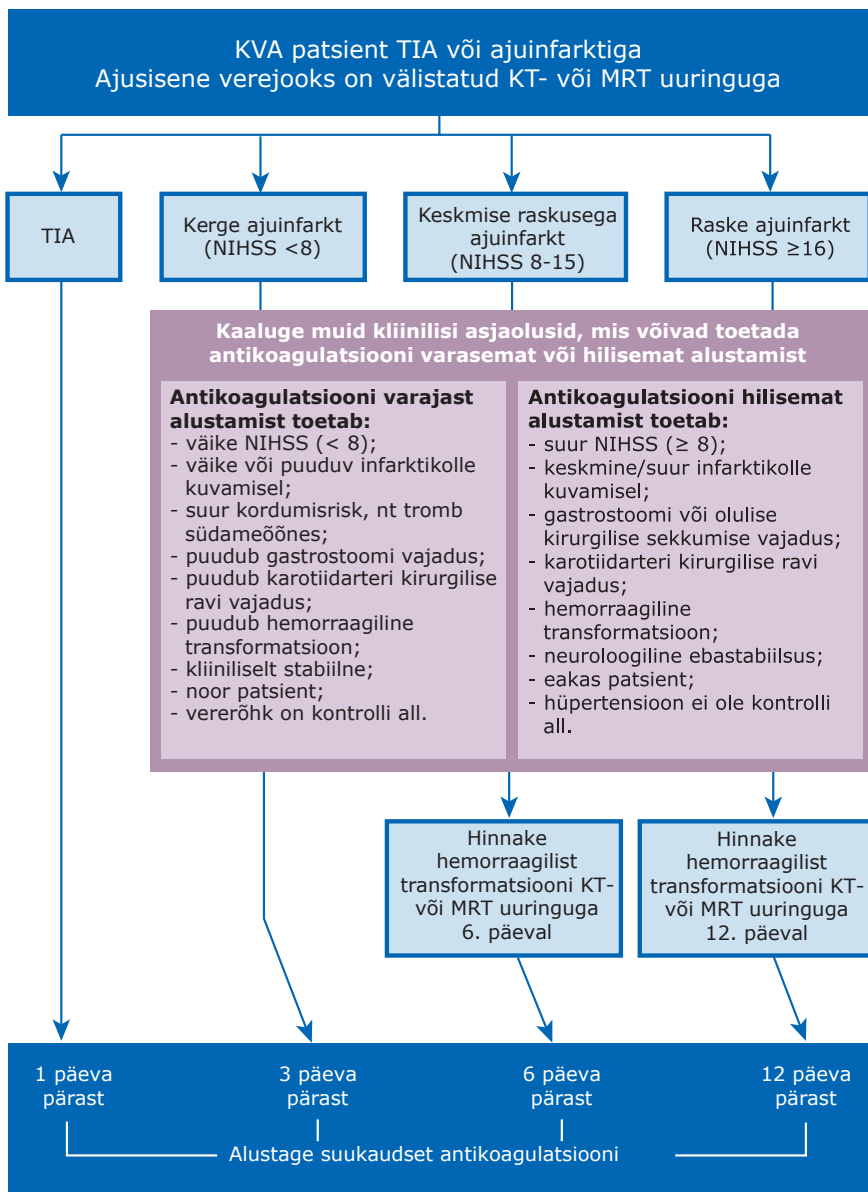 KVA patsient TIA või ajuinfarktiga
Ajusisene verejooks on välistatud KT- või MRT uuringuga
TIA
Kerge ajuinfarkt
(NIHSS <8)
Keskmise raskusega
ajuinfarkt
(NIHSS 8-15)
Raske ajuinfarkt
(NIHSS ≥16)
Kaaluge muid kliinilisi asjaolusid, mis võivad toetada
antikoagulatsiooni varasemat või hilisemat alustamist
Antikoagulatsiooni varajast
alustamist toetab:
- väike NIHSS (< 8);
- väike või puuduv infarktikolle
kuvamisel;
- suur kordumisrisk, nt tromb
südameõõnes;
- puudub gastrostoomi vajadus;
- puudub karotiidarteri kirurgilise
ravi vajadus;
- puudub hemorraagiline
transformatsioon;
- kliiniliselt stabiilne;
- noor patsient;
- vererõhk on kontrolli all.
Antikoagulatsiooni hilisemat
alustamist toetab:
- suur NIHSS (≥ 8);
- keskmine/suur infarktikolle
kuvamisel;
- gastrostoomi või olulise
kirurgilise sekkumise vajadus;
- karotiidarteri kirurgilise ravi
vajadus;
- hemorraagiline
transformatsioon;
- neuroloogiline ebastabiilsus;
- eakas patsient;
- hüpertensioon ei ole kontrolli
all.
Hinnake
hemorraagilist
transformatsiooni KT-
või MRT uuringuga
6. päeval
Hinnake
hemorraagilist
transformatsiooni KT-
või MRT uuringuga
12. päeval
1 päeva
pärast
3 päeva
pärast
6 päeva
pärast
12 päeva
pärast
Alustage suukaudset antikoagulatsiooni